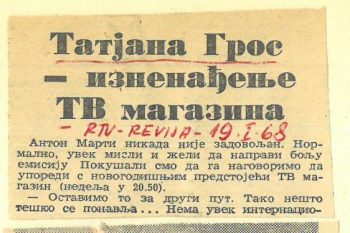 Татјана Грос
— изненађење
ТВ магазина
– RTV-REVIJA – 19. I. 68
Антон Марти никада није задовољан. Нор-
мално, увек мисли и жели да направи бољу
емисију Покушали смо да га наговоримо да
упореди с новогодишњим предстојећи ТВ ма-
газин (недеља у 20.50).
— Оставимо то за други пут. Тако нешто
тешко се понавља... Нема увек интернацио-